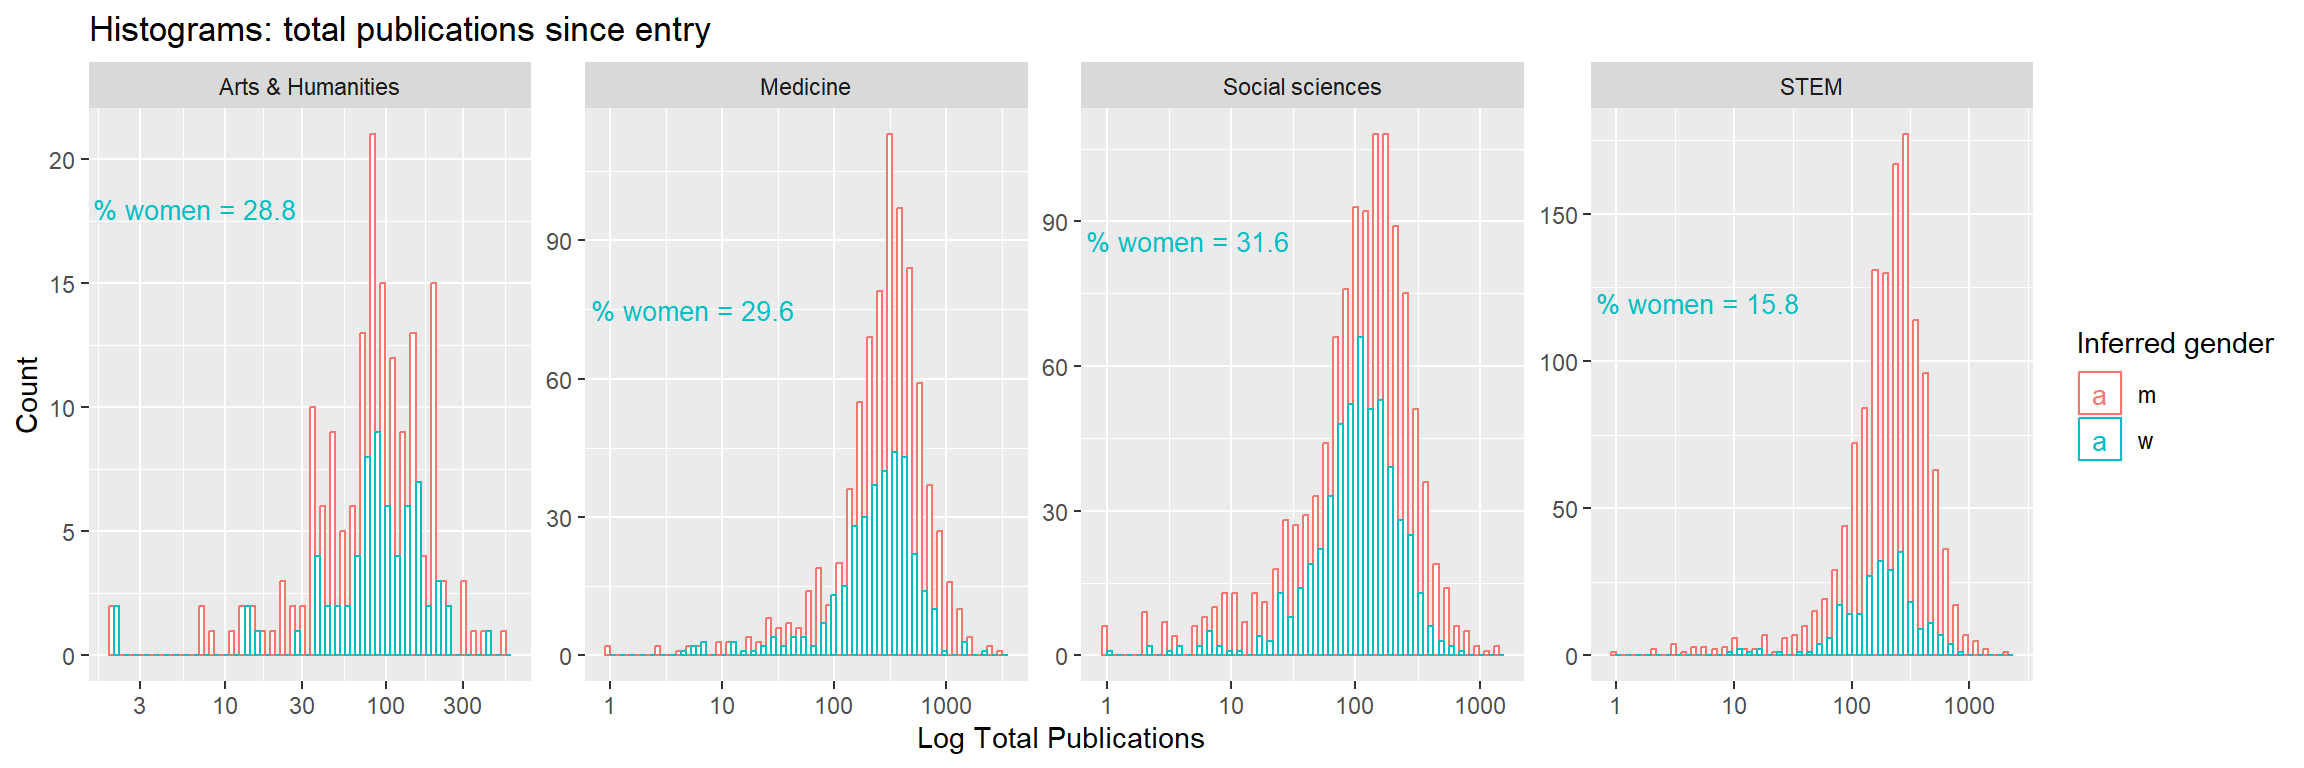 Histograms: total publications since entry
Arts & Humanities
Medicine
Social sciences
STEM
Count
20
15
10
5
0
% women = 28.8
3
10
30
100
300
90
60
30
0
% women = 29.6
1
10
100
1000
90
60
30
0
% women = 31.6
1
10
100
1000
150
100
50
0
% women = 15.8
1
10
100
1000
Log Total Publications
Inferred gender
a m
a w